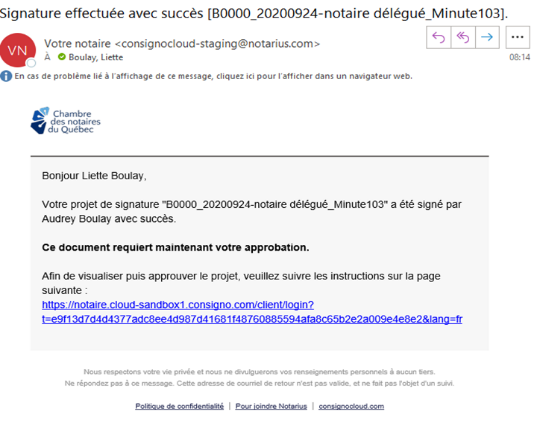 Signature effectuée avec succès [B0000_20200924-notaire délégué_Minute103].
VN
Votre notaire <consignocloud-staging@notarius.com>
À Boulay, Liette
08:14
En cas de problème lié à l'affichage de ce message, cliquez ici pour l'afficher dans un navigateur web.
Chambre
des notaires
du Québec
Bonjour Liette Boulay,
Votre projet de signature "B0000_20200924-notaire délégué_Minute103" a été signé par
Audrey Boulay avec succès.
Ce document requiert maintenant votre approbation.
Afin de visualiser puis approuver le projet, veuillez suivre les instructions sur la page
suivante :
https://notaire.cloud-sandbox1.consigno.com/client/login?
t=e9f13d7d4d4377adc8ee4d987d41681f48760885594afa8c65b2e2a009e4e8e2&lang=fr
Nous respectons votre vie privée et nous ne divulguerons vos renseignements personnels à aucun tiers.
Ne répondez pas à ce message. Cette adresse de courriel de retour n'est pas valide, et ne fait pas l'objet d'un suivi.
Politique de confidentialité | Pour joindre Notarius | consignocloud.com